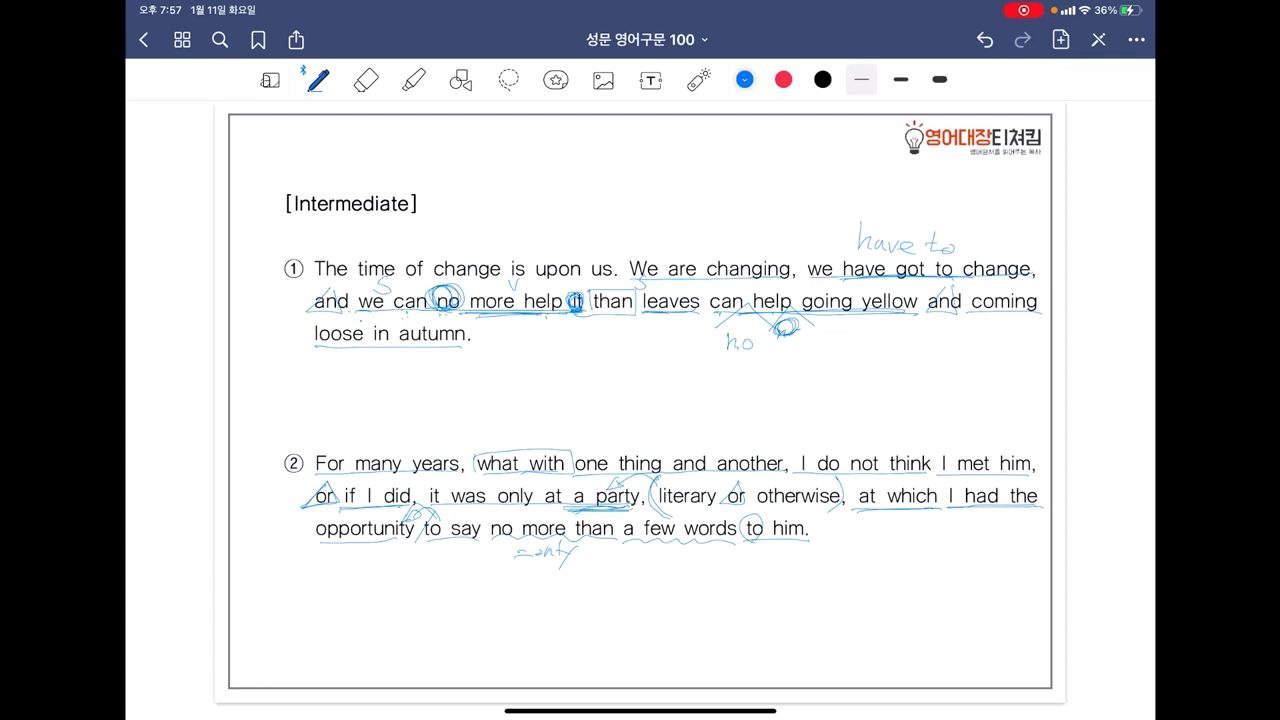 오후 7:57 1월 11일 화요일
36%
성문 영어구문 100
영어대장티쳐킴
[Intermediate]
have to
① The time of change is upon us. We are changing, we have got to change,
S V S
and we can no more help it than leaves can help going yellow and coming
loose in autumn.
no
② For many years, what with one thing and another, I do not think I met him,
or if I did, it was only at a party, (literary or otherwise), at which I had the
opportunity to say no more than a few words to him.
=only